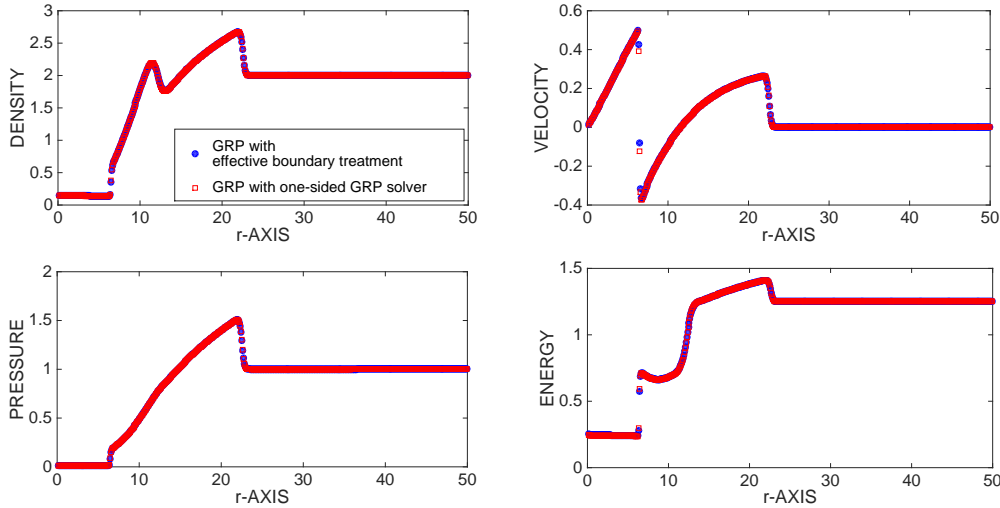 3
2.5
2
1.5
1
0.5
0
DENSITY
GRP with
effective boundary treatment
GRP with one-sided GRP solver
0 10 20 30 40 50
r-AXIS
0.6
0.4
0.2
0
-0.2
-0.4
VELOCITY
0 10 20 30 40 50
r-AXIS
2
1.5
1
0.5
0
PRESSURE
0 10 20 30 40 50
r-AXIS
1.5
1
0.5
0
ENERGY
0 10 20 30 40 50
r-AXIS